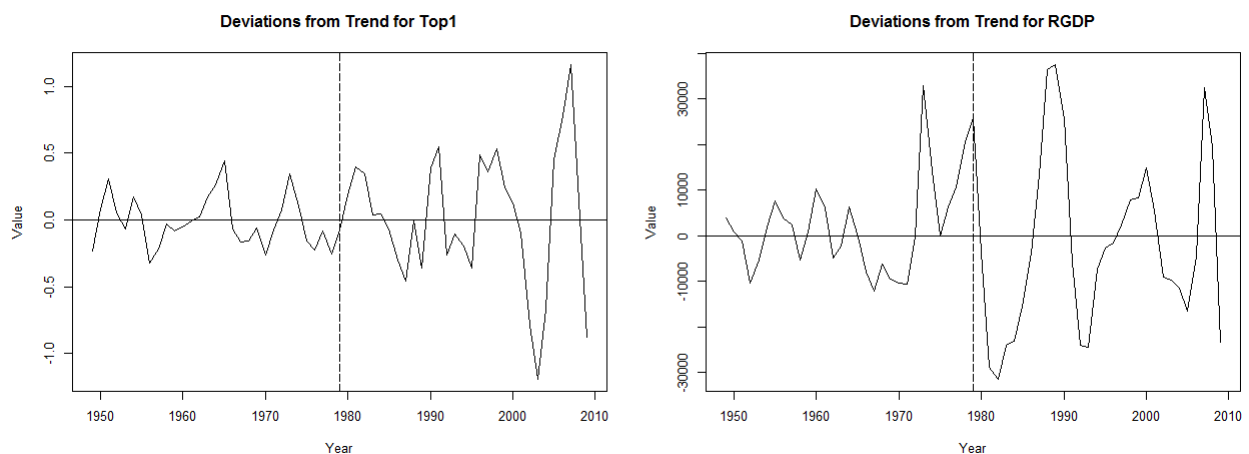 Deviations from Trend for Top1
Value
1.0
0.5
0.0
-0.5
-1.0
1950 1960 1970 1980 1990 2000 2010
Year
Deviations from Trend for RGDP
Value
30000
10000
0
-10000
-30000
1950 1960 1970 1980 1990 2000 2010
Year